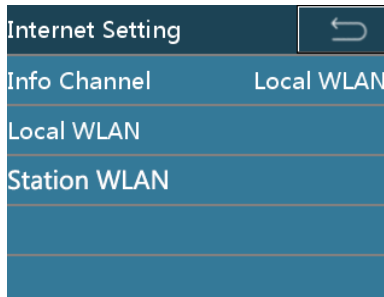 Internet Setting
Info Channel Local WLAN
Local WLAN
Station WLAN